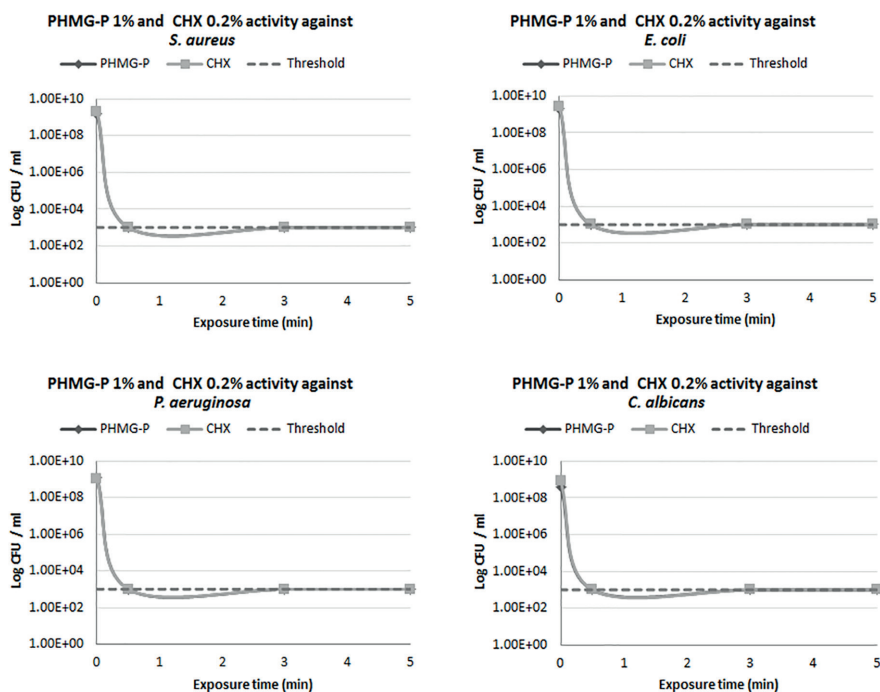 PHMG-P 1% and CHX 0.2% activity against
S. aureus
PHMG-P CHX Threshold
Log CFU / ml
1.00E+10
1.00E+08
1.00E+06
1.00E+04
1.00E+02
1.00E+00
0 1 2 3 4 5
Exposure time (min)
PHMG-P 1% and CHX 0.2% activity against
E. coli
PHMG-P CHX Threshold
Log CFU / ml
1.00E+10
1.00E+08
1.00E+06
1.00E+04
1.00E+02
1.00E+00
0 1 2 3 4 5
Exposure time (min)
PHMG-P 1% and CHX 0.2% activity against
P. aeruginosa
PHMG-P CHX Threshold
Log CFU / ml
1.00E+10
1.00E+08
1.00E+06
1.00E+04
1.00E+02
1.00E+00
0 1 2 3 4 5
Exposure time (min)
PHMG-P 1% and CHX 0.2% activity against
C. albicans
PHMG-P CHX Threshold
Log CFU / ml
1.00E+10
1.00E+08
1.00E+06
1.00E+04
1.00E+02
1.00E+00
0 1 2 3 4 5
Exposure time (min)